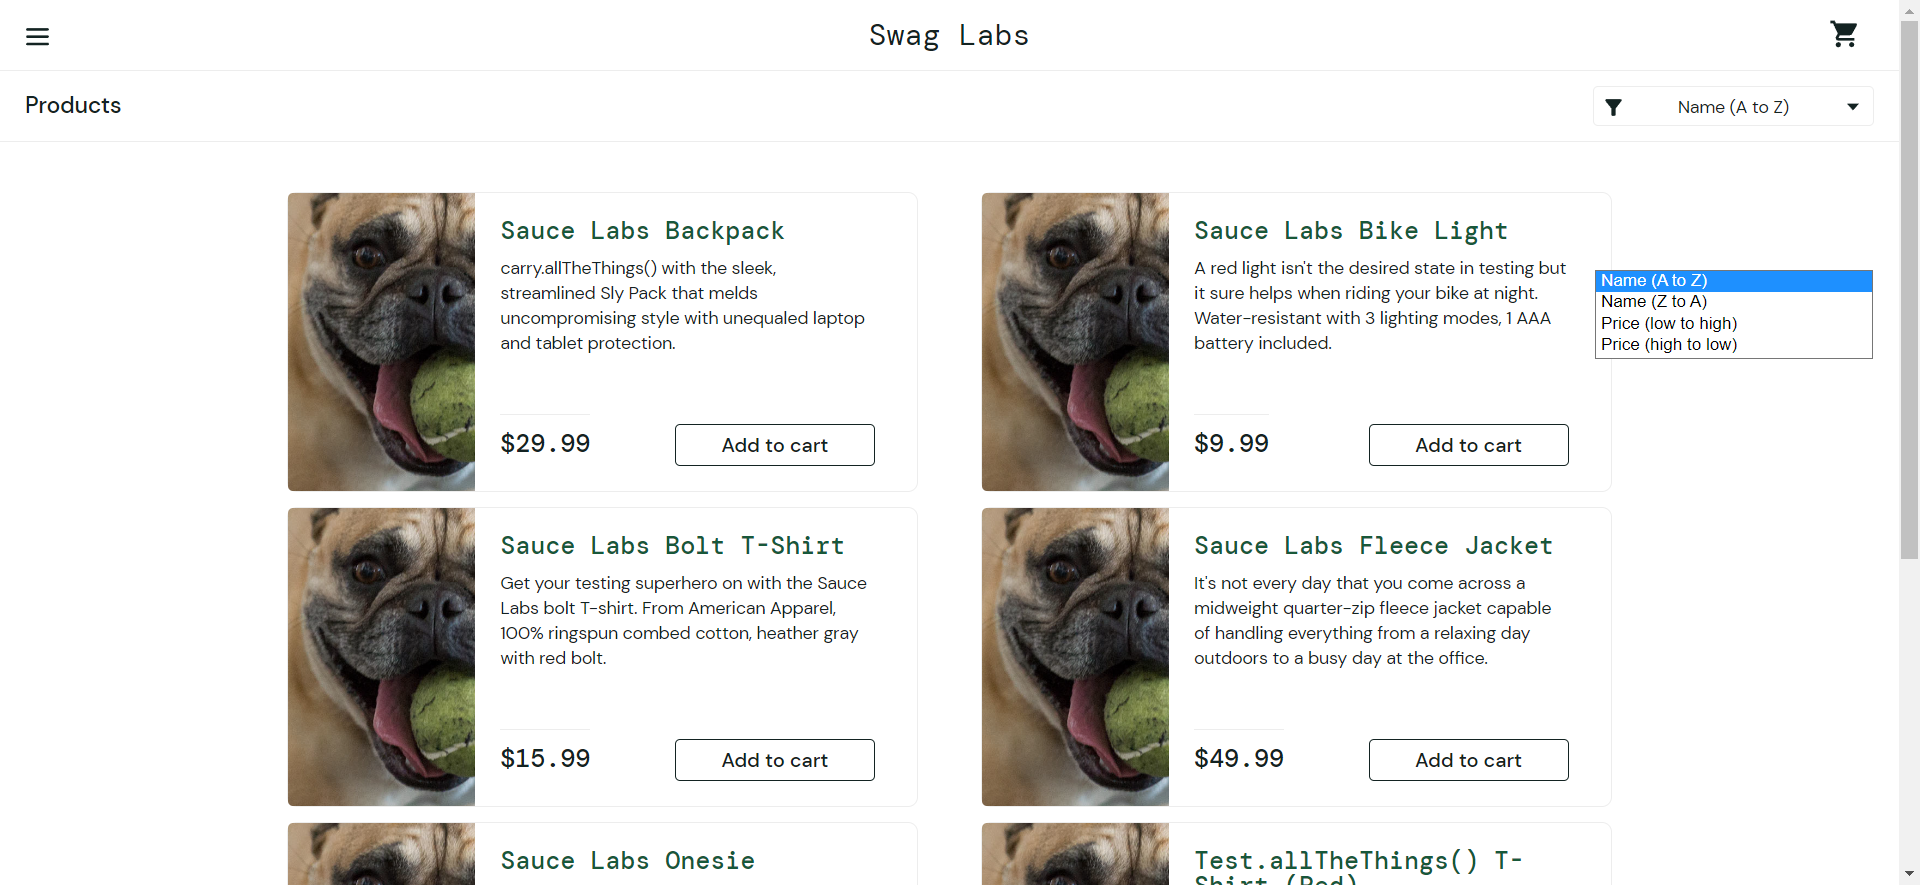 Swag Labs
Products
Name (A to Z)
Sauce Labs Backpack
carry.allTheThings() with the sleek,
streamlined Sly Pack that melds
uncompromising style with unequaled laptop
and tablet protection.
$29.99
Add to cart
Sauce Labs Bike Light
A red light isn't the desired state in testing but
it sure helps when riding your bike at night.
Water-resistant with 3 lighting modes, 1 AAA
battery included.
$9.99
Add to cart
Name (A to Z)
Name (Z to A)
Price (low to high)
Price (high to low)
Sauce Labs Bolt T-Shirt
Get your testing superhero on with the Sauce
Labs bolt T-shirt. From American Apparel,
100% ringspun combed cotton, heather gray
with red bolt.
$15.99
Add to cart
Sauce Labs Fleece Jacket
It's not every day that you come across a
midweight quarter-zip fleece jacket capable
of handling everything from a relaxing day
outdoors to a busy day at the office.
$49.99
Add to cart
Sauce Labs Onesie
Test.allTheThings() T-
Shirt (Red)